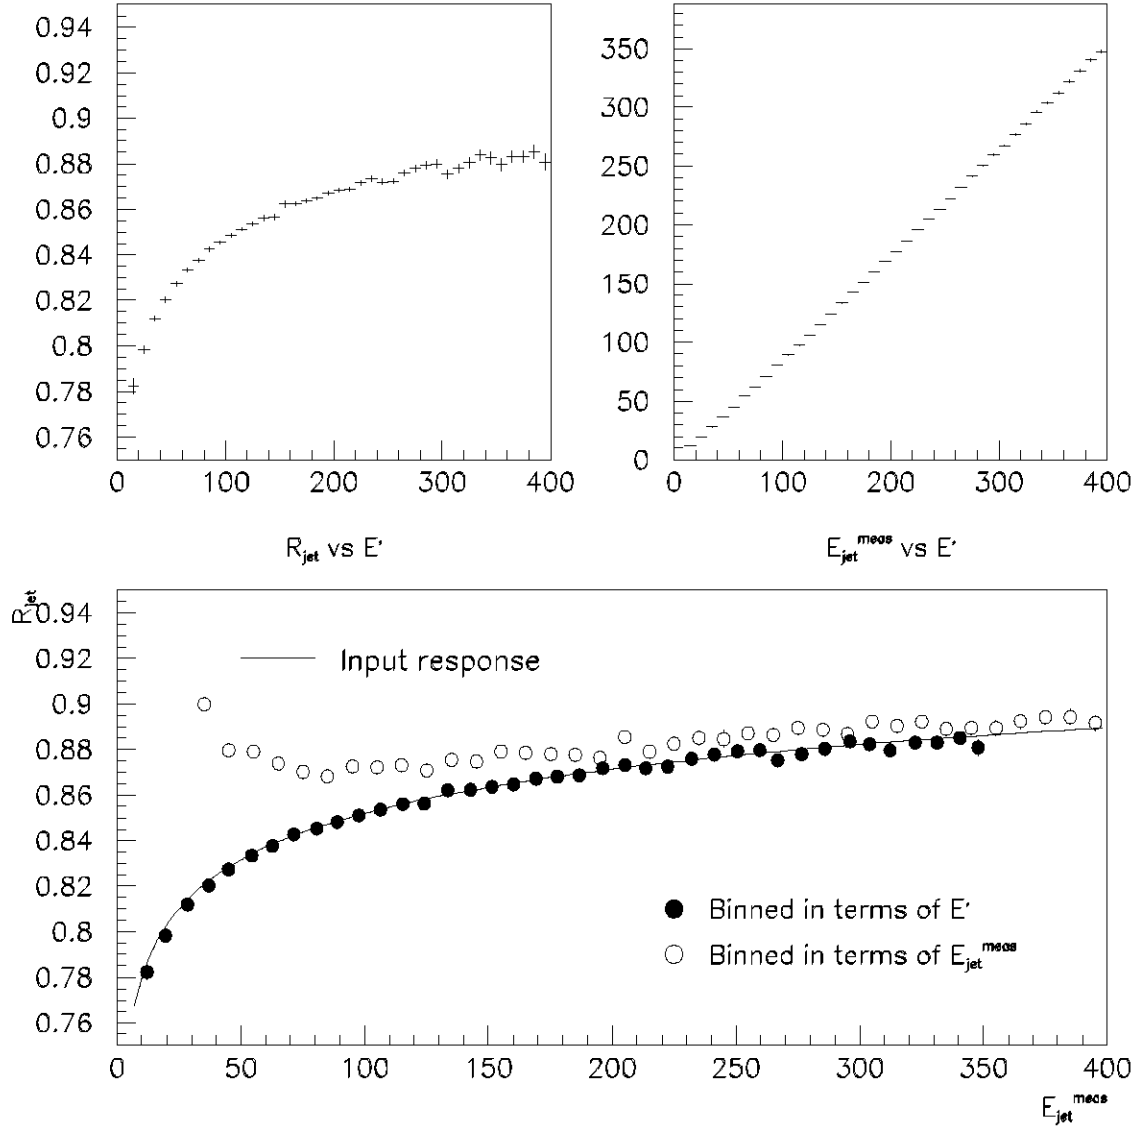 0.94
0.92
0.9
0.88
0.86
0.84
0.82
0.8
0.78
0.76
0 100 200 300 400
R_jet vs E'
350
300
250
200
150
100
50
0
0 100 200 300 400
E_jet^meas vs E'
R_jet
0.94
0.92
0.9
0.88
0.86
0.84
0.82
0.8
0.78
0.76
Input response
Binned in terms of E'
Binned in terms of E_jet^meas
0 50 100 150 200 250 300 350 400
E_jet^meas